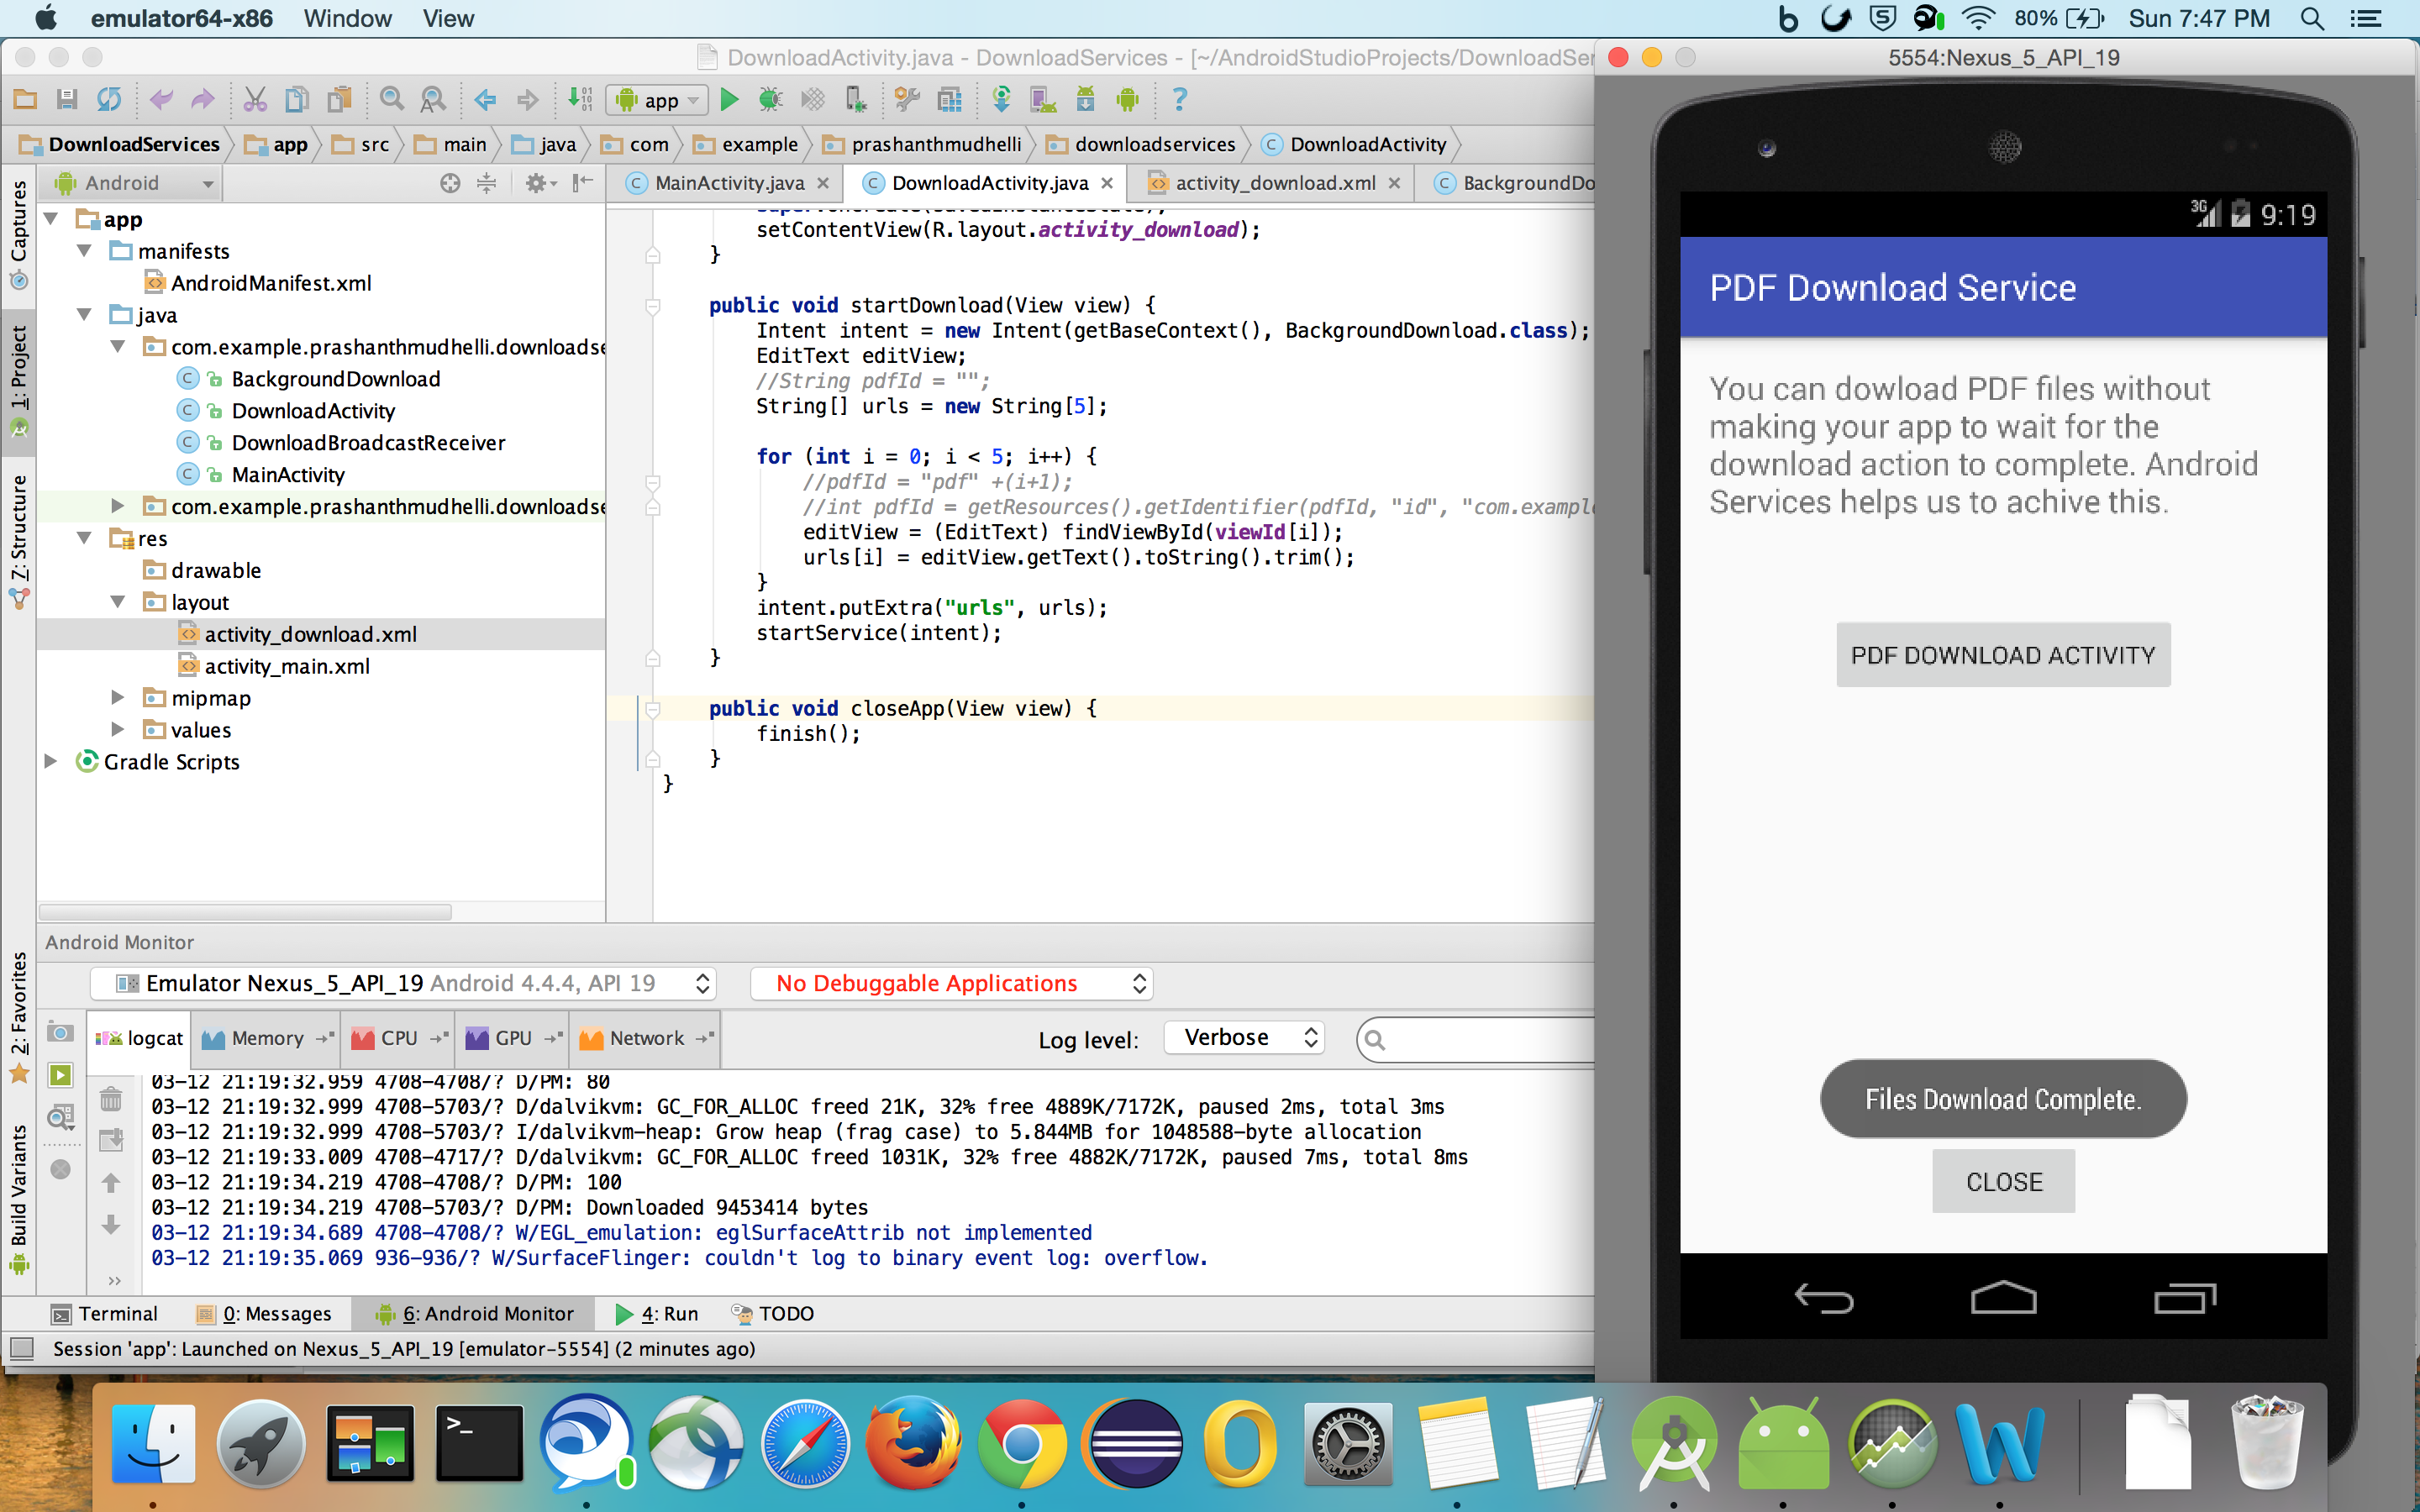 emulator64-x86 Window View
80% Sun 7:47 PM
DownloadActivity.java - DownloadServices - [~/AndroidStudioProjects/DownloadSer
5554:Nexus_5_API_19
app
DownloadServices app src main java com example prashanthmudhelli downloadservices DownloadActivity
Android
MainActivity.java DownloadActivity.java activity_download.xml BackgroundDo
Captures
1: Project
Z: Structure
2: Favorites
Build Variants
app
manifests
AndroidManifest.xml
java
com.example.prashanthmudhelli.downloadse
BackgroundDownload
DownloadActivity
DownloadBroadcastReceiver
MainActivity
com.example.prashanthmudhelli.downloadse
res
drawable
layout
activity_download.xml
activity_main.xml
mipmap
values
Gradle Scripts
super.onCreate(savedInstanceState);
setContentView(R.layout.activity_download);
}
public void startDownload(View view) {
Intent intent = new Intent(getBaseContext(), BackgroundDownload.class);
EditText editView;
//String pdfId = "";
String[] urls = new String[5];
for (int i = 0; i < 5; i++) {
//pdfId = "pdf" +(i+1);
//int pdfId = getResources().getIdentifier(pdfId, "id", "com.example
editView = (EditText) findViewById(viewId[i]);
urls[i] = editView.getText().toString().trim();
}
intent.putExtra("urls", urls);
startService(intent);
}
public void closeApp(View view) {
finish();
}
}
Android Monitor
Emulator Nexus_5_API_19 Android 4.4.4, API 19 No Debuggable Applications
logcat Memory CPU GPU Network Log level: Verbose
03-12 21:19:32.959 4708-4708/? D/PM: 80
03-12 21:19:32.999 4708-5703/? D/dalvikvm: GC_FOR_ALLOC freed 21K, 32% free 4889K/7172K, paused 2ms, total 3ms
03-12 21:19:32.999 4708-5703/? I/dalvikvm-heap: Grow heap (frag case) to 5.844MB for 1048588-byte allocation
03-12 21:19:33.009 4708-4717/? D/dalvikvm: GC_FOR_ALLOC freed 1031K, 32% free 4882K/7172K, paused 7ms, total 8ms
03-12 21:19:34.219 4708-4708/? D/PM: 100
03-12 21:19:34.219 4708-5703/? D/PM: Downloaded 9453414 bytes
03-12 21:19:34.689 4708-4708/? W/EGL_emulation: eglSurfaceAttrib not implemented
03-12 21:19:35.069 936-936/? W/SurfaceFlinger: couldn't log to binary event log: overflow.
Terminal 0: Messages 6: Android Monitor 4: Run TODO
Session 'app': Launched on Nexus_5_API_19 [emulator-5554] (2 minutes ago)
3G 9:19
PDF Download Service
You can dowload PDF files without
making your app to wait for the
download action to complete. Android
Services helps us to achive this.
PDF DOWNLOAD ACTIVITY
Files Download Complete.
CLOSE